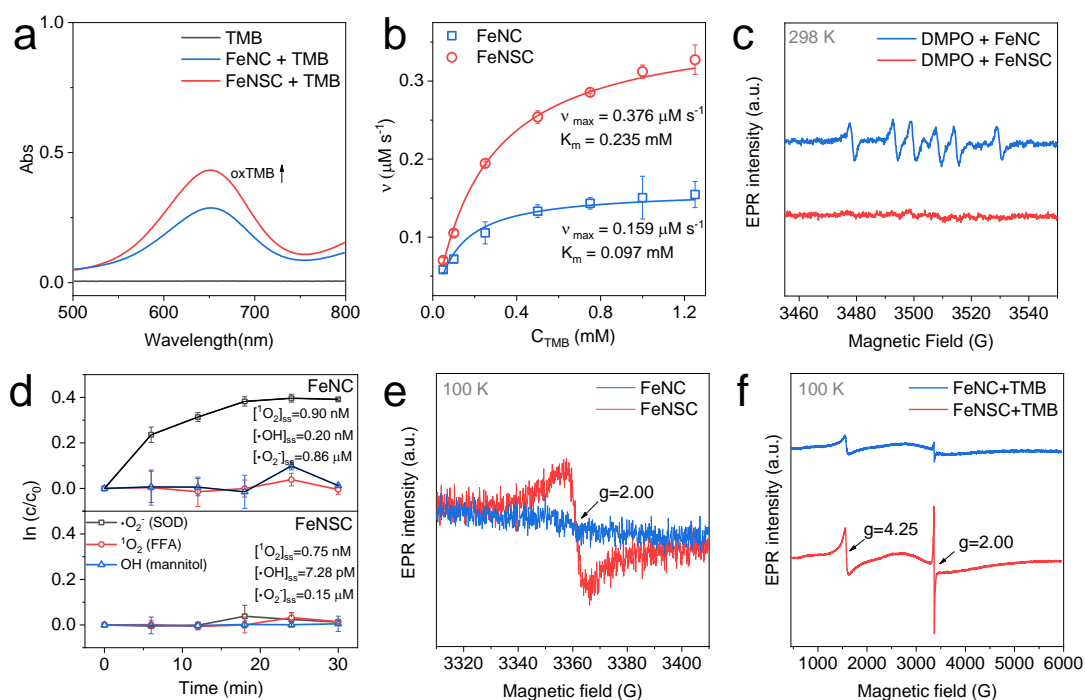 a
TMB
FeNC + TMB
FeNSC + TMB
oxTMB
Abs
1.0
0.5
0.0
500
600
700
800
Wavelength(nm)
b
FeNC
FeNSC
ν max = 0.376 μM s⁻¹
Kₘ = 0.235 mM
ν max = 0.159 μM s⁻¹
Kₘ = 0.097 mM
ν (μM s⁻¹)
0.3
0.2
0.1
0.0
0.4
0.8
1.2
C_TMB (mM)
c
298 K
DMPO + FeNC
DMPO + FeNSC
EPR intensity (a.u.)
3460
3480
3500
3520
3540
Magnetic Field (G)
d
FeNC
[¹O₂]ss=0.90 nM
[·OH]ss=0.20 nM
[·O₂⁻]ss=0.86 μM
FeNSC
·O₂⁻ (SOD)
¹O₂ (FFA)
OH (mannitol)
[¹O₂]ss=0.75 nM
[·OH]ss=7.28 pM
[·O₂⁻]ss=0.15 μM
ln (c/c₀)
0.4
0.2
0.0
0.4
0.2
0.0
0
10
20
30
Time (min)
e
100 K
FeNC
FeNSC
g=2.00
EPR intensity (a.u.)
3320
3340
3360
3380
3400
Magnetic field (G)
f
100 K
FeNC+TMB
FeNSC+TMB
g=4.25
g=2.00
EPR intensity (a.u.)
1000
2000
3000
4000
5000
6000
Magnetic field (G)